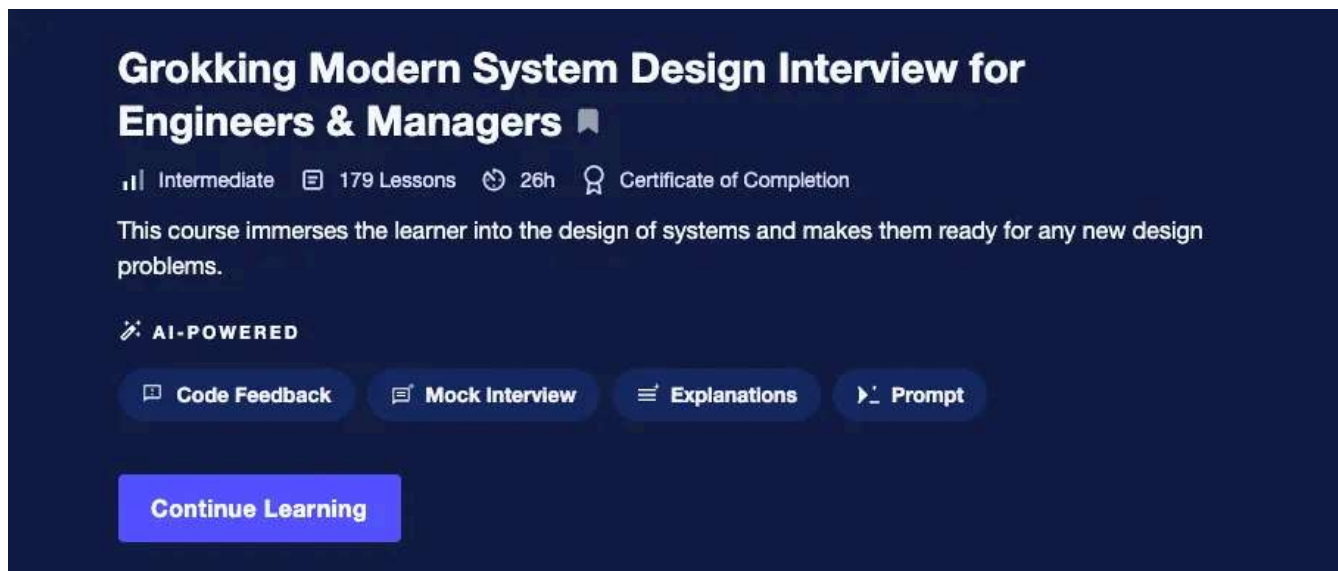 Grokking Modern System Design Interview for
Engineers & Managers
Intermediate 179 Lessons 26h Certificate of Completion
This course immerses the learner into the design of systems and makes them ready for any new design
problems.
AI-POWERED
Code Feedback Mock Interview Explanations Prompt
Continue Learning